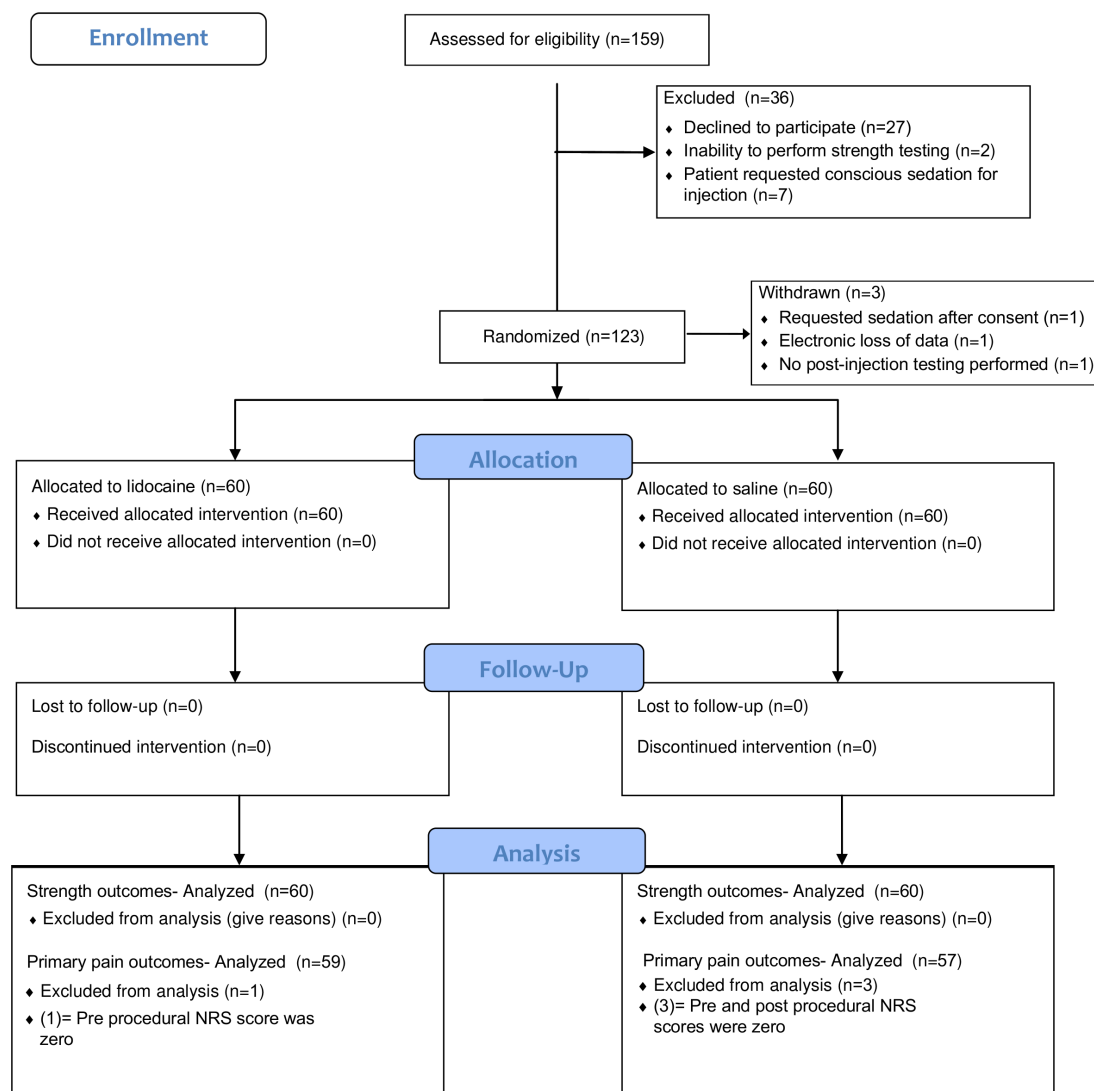 Enrollment
Assessed for eligibility (n=159)
Excluded (n=36)
♦ Declined to participate (n=27)
♦ Inability to perform strength testing (n=2)
♦ Patient requested conscious sedation for
injection (n=7)
Withdrawn (n=3)
♦ Requested sedation after consent (n=1)
♦ Electronic loss of data (n=1)
♦ No post-injection testing performed (n=1)
Randomized (n=123)
Allocation
Allocated to lidocaine (n=60)
♦ Received allocated intervention (n=60)
♦ Did not receive allocated intervention (n=0)
Allocated to saline (n=60)
♦ Received allocated intervention (n=60)
♦ Did not receive allocated intervention (n=0)
Follow-Up
Lost to follow-up (n=0)
Discontinued intervention (n=0)
Lost to follow-up (n=0)
Discontinued intervention (n=0)
Analysis
Strength outcomes- Analyzed (n=60)
♦ Excluded from analysis (give reasons) (n=0)
Primary pain outcomes- Analyzed (n=59)
♦ Excluded from analysis (n=1)
♦ (1)= Pre procedural NRS score was
zero
Strength outcomes- Analyzed (n=60)
♦ Excluded from analysis (give reasons) (n=0)
Primary pain outcomes- Analyzed (n=57)
♦ Excluded from analysis (n=3)
♦ (3)= Pre and post procedural NRS
scores were zero